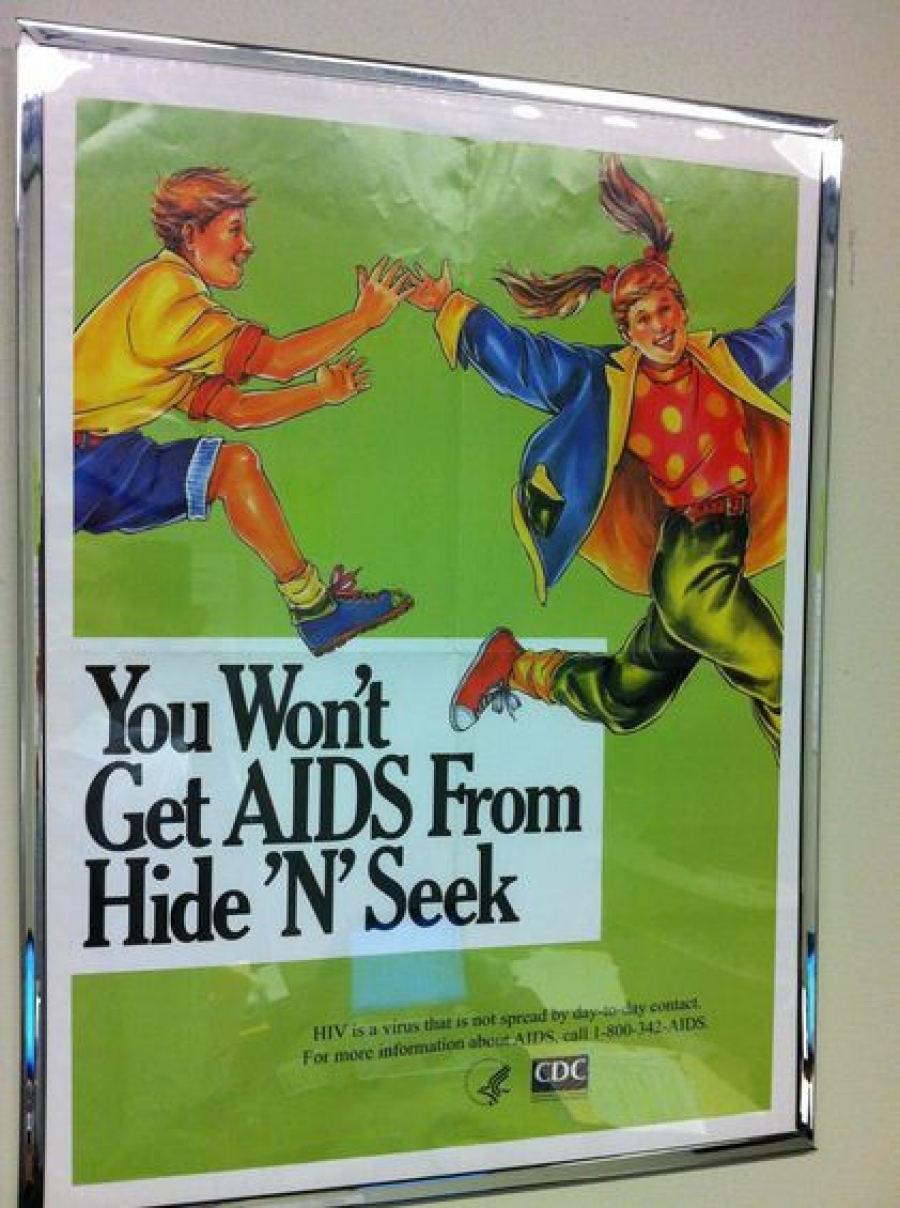 You Won't
Get AIDS From
Hide 'N' Seek
HIV is a virus that is not spread by day-to-day contact.
For more information about AIDS, call 1-800-342-AIDS.
CDC